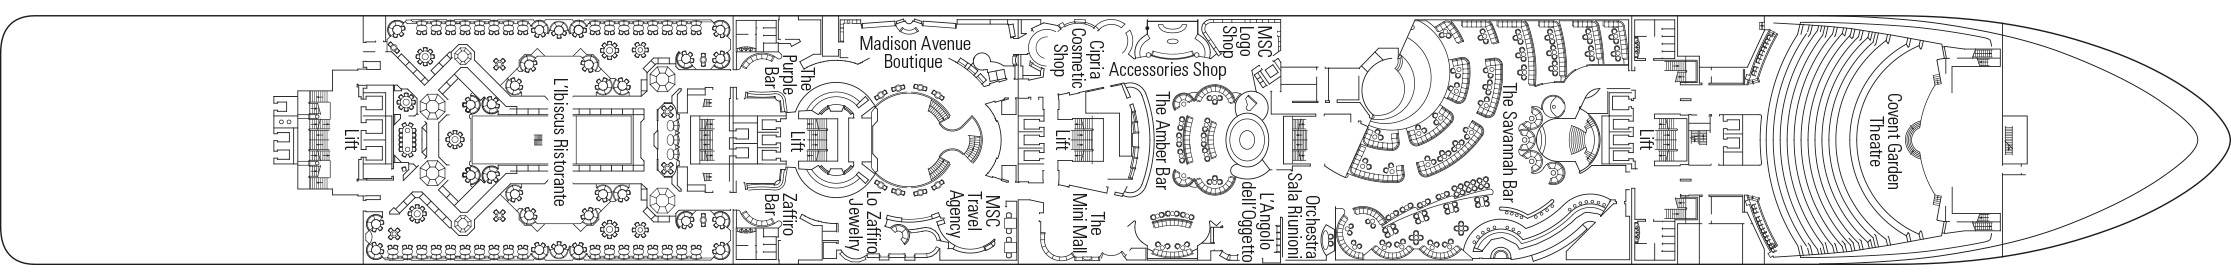 Lift
L'Ibiscus Ristorante
The
Purple
Bar
Zaffiro
Bar
Lift
Madison Avenue
Boutique
Lo Zaffiro
Jewelry
MSC
Travel
Agency
Cipria
Cosmetic
Shop
Lift
The
Mini Mall
Accessories Shop
The Amber Bar
MSC
Logo
Shop
L'Angolo
dell'Oggetto
Orchestra
Sala Riunioni
The Savannah Bar
Lift
Covent Garden
Theatre